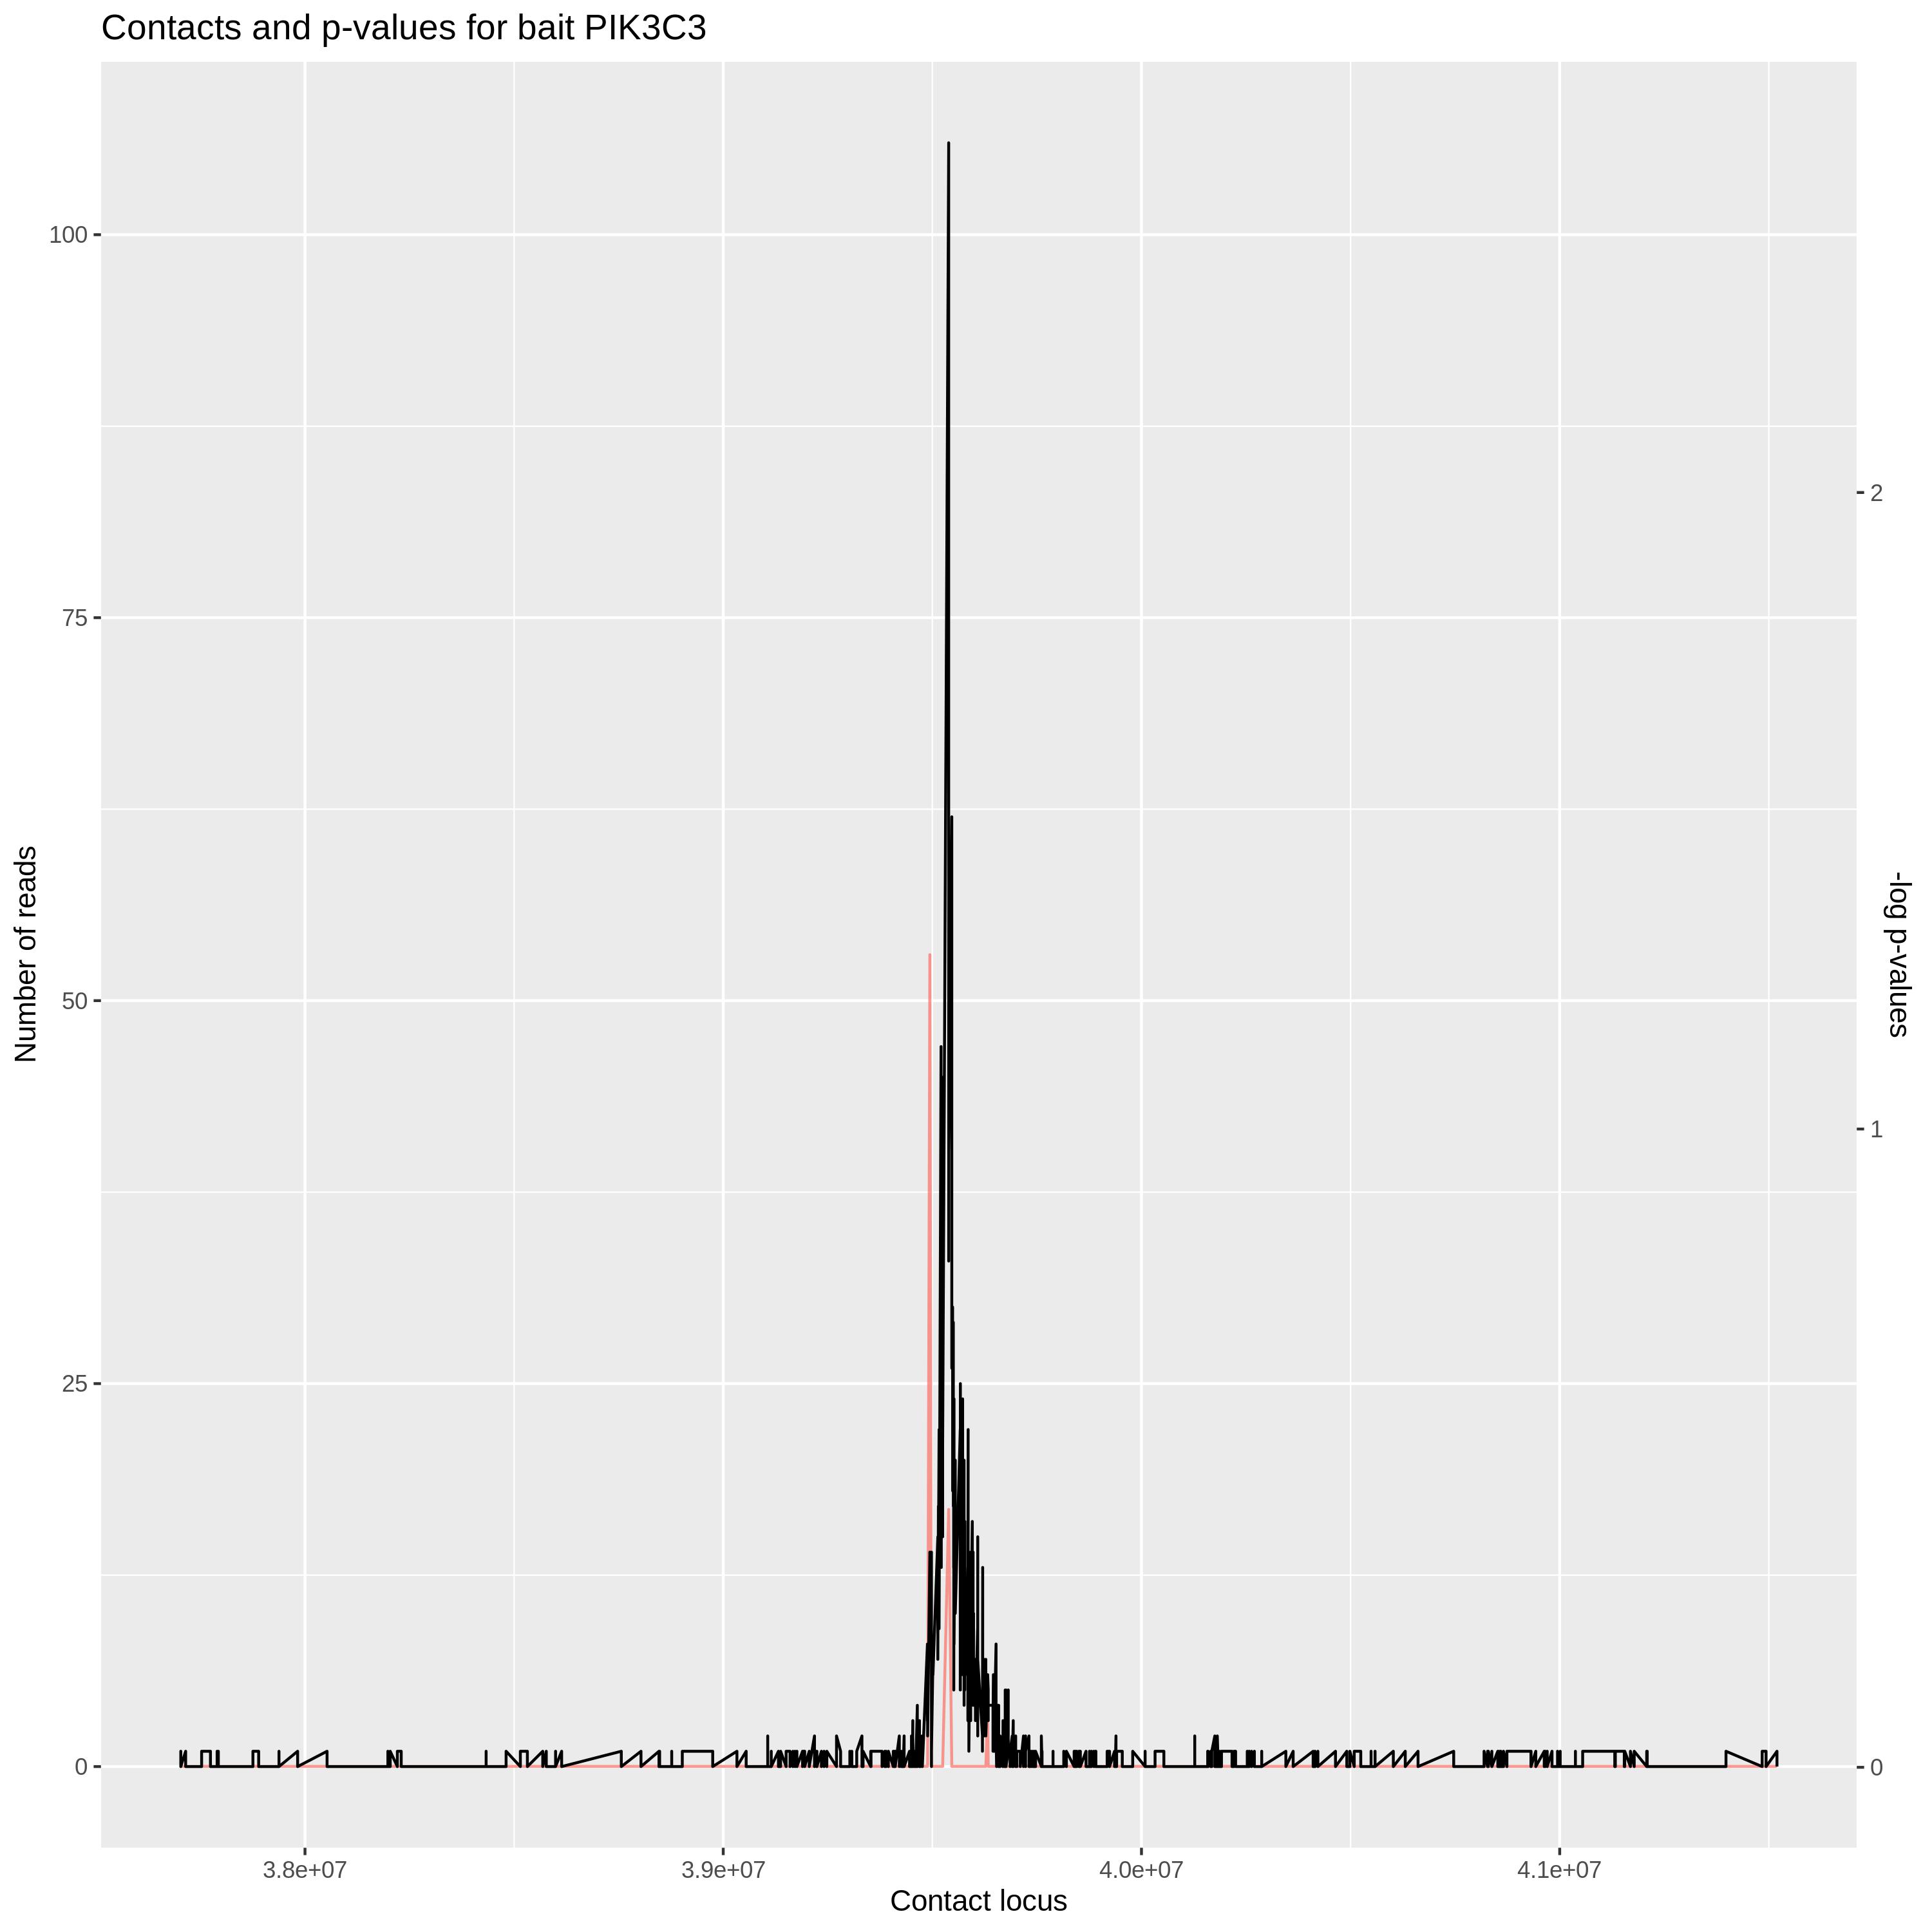 Contacts and p-values for bait PIK3C3
100
75
50
25
0
Number of reads
2
1
0
-log p-values
3.8e+07
3.9e+07
4.0e+07
4.1e+07
Contact locus